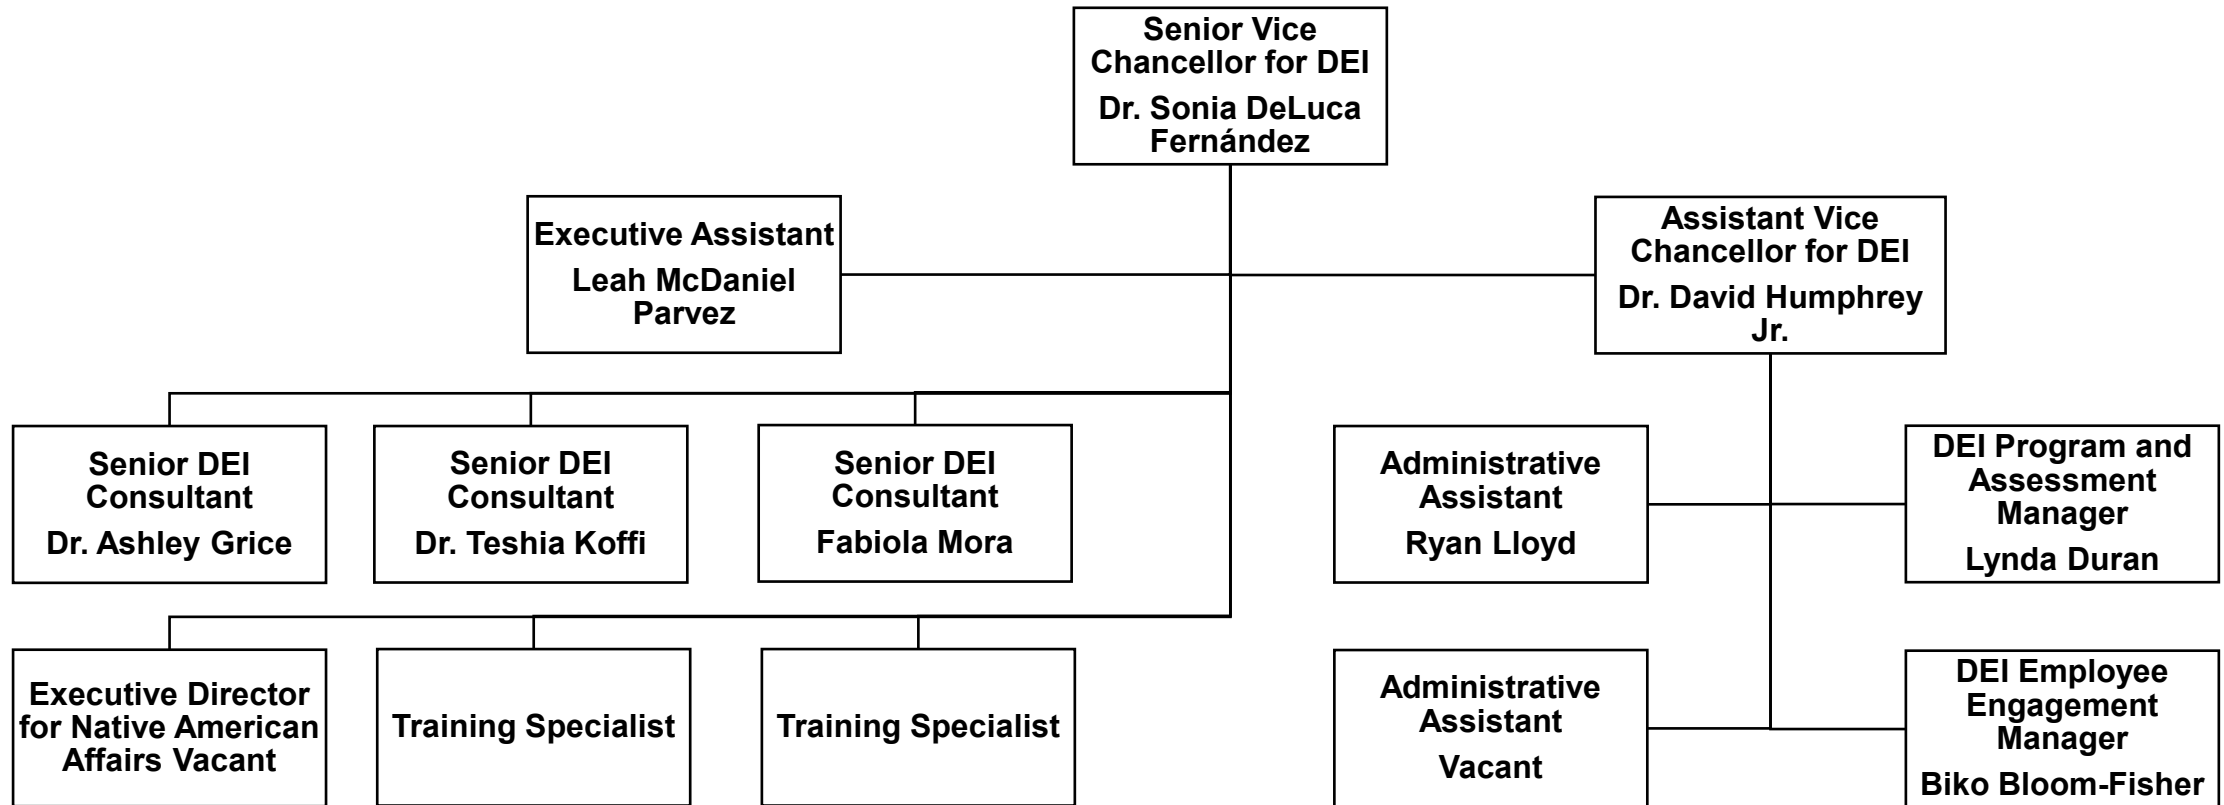 Senior Vice
Chancellor for DEI
Dr. Sonia DeLuca
Fernández
Executive Assistant
Leah McDaniel
Parvez
Assistant Vice
Chancellor for DEI
Dr. David Humphrey
Jr.
Senior DEI
Consultant
Dr. Ashley Grice
Senior DEI
Consultant
Dr. Teshia Koffi
Senior DEI
Consultant
Fabiola Mora
Administrative
Assistant
Ryan Lloyd
DEI Program and
Assessment
Manager
Lynda Duran
Executive Director
for Native American
Affairs Vacant
Training Specialist
Training Specialist
Administrative
Assistant
Vacant
DEI Employee
Engagement
Manager
Biko Bloom-Fisher